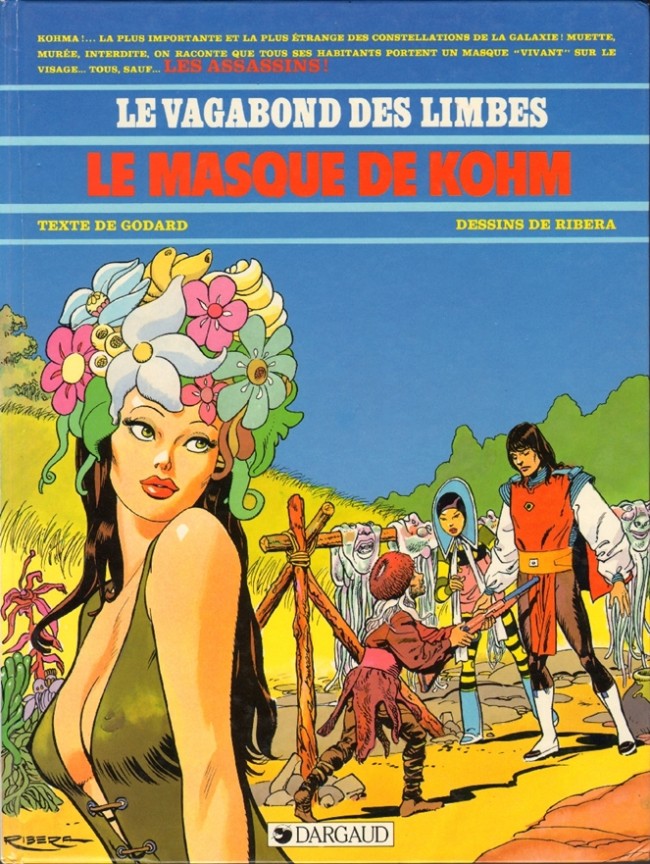 KOHMA!... LA PLUS IMPORTANTE ET LA PLUS ÉTRANGE DES CONSTELLATIONS DE LA GALAXIE! MUETTE,
MURÉE, INTERDITE, ON RACONTE QUE TOUS SES HABITANTS PORTENT UN MASQUE "VIVANT" SUR LE
VISAGE... TOUS, SAUF... LES ASSASSINS!
LE VAGABOND DES LIMBES
LE MASQUE DE KOHM
TEXTE DE GODARD
DESSINS DE RIBERA
RIBERA
DARGAUD